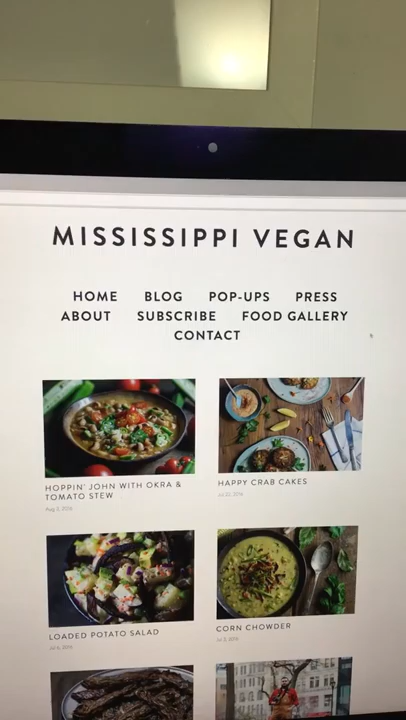 MISSISSIPPI VEGAN
HOME BLOG POP-UPS PRESS
ABOUT SUBSCRIBE FOOD GALLERY
CONTACT
HOPPIN' JOHN WITH OKRA &
TOMATO STEW
HAPPY CRAB CAKES
LOADED POTATO SALAD
CORN CHOWDER